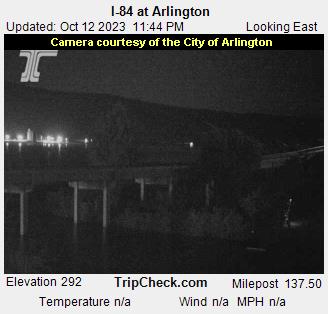 I-84 at Arlington
Updated: Oct 12 2023 11:44 PM Looking East
Camera courtesy of the City of Arlington
Elevation 292 TripCheck.com Milepost 137.50
Temperature n/a Wind n/a MPH n/a